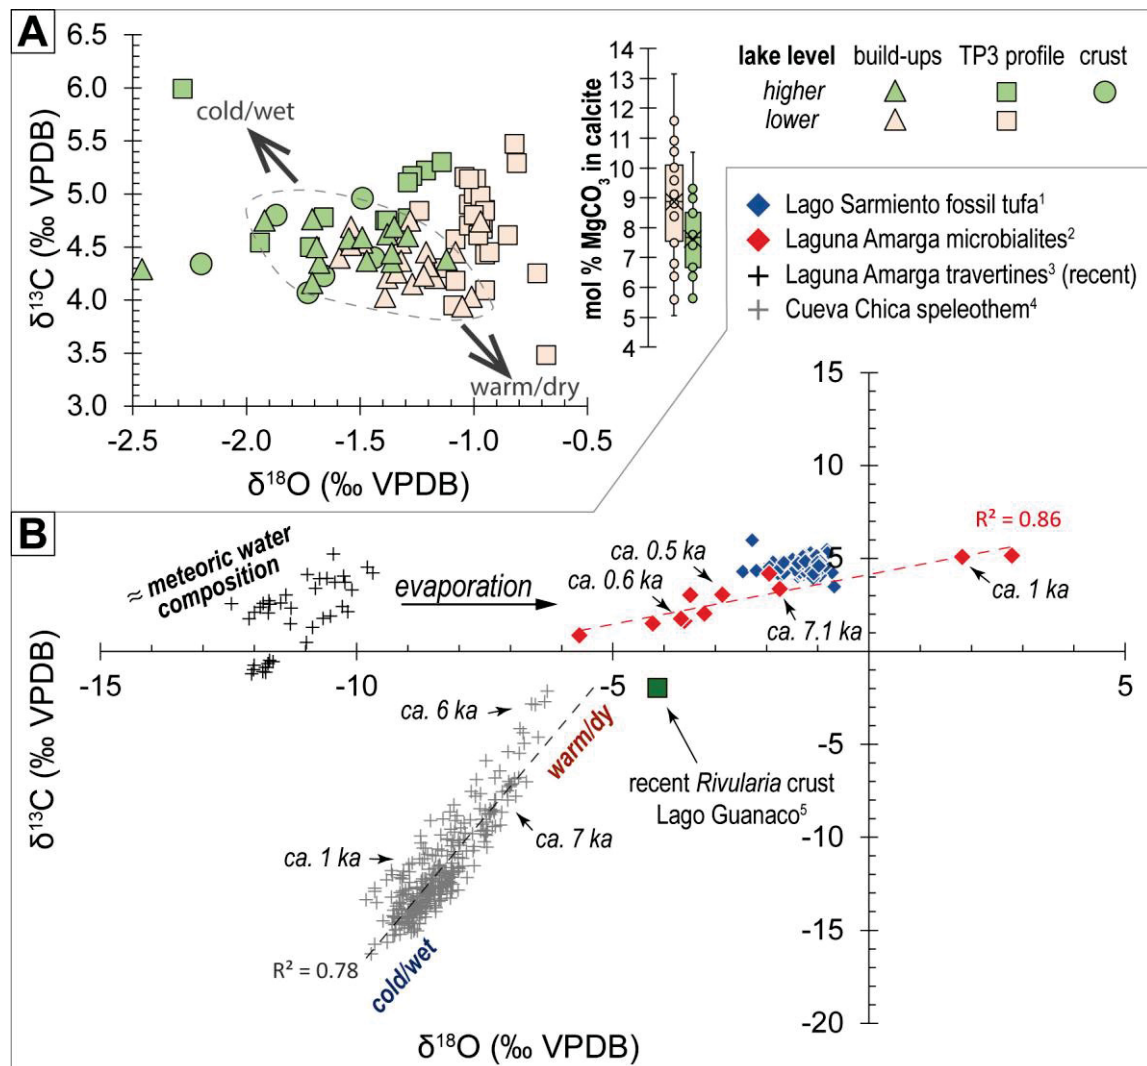 A
6.5
6.0
5.5
5.0
4.5
4.0
3.5
3.0
δ¹³C (‰ VPDB)
cold/wet
warm/dry
-2.5 -2.0 -1.5 -1.0 -0.5
δ¹⁸O (‰ VPDB)
14
13
12
11
10
9
8
7
6
5
4
mol % MgCO₃ in calcite
lake level build-ups TP3 profile crust
higher
lower
Lago Sarmiento fossil tufa¹
Laguna Amarga microbialites²
Laguna Amarga travertines³ (recent)
Cueva Chica speleothem⁴
B
≈ meteoric water
composition
evaporation
ca. 0.5 ka
ca. 0.6 ka
R² = 0.86
ca. 1 ka
ca. 7.1 ka
15
10
5
-15 -10 -5 5
-5
-10
-15
-20
ca. 6 ka
warm/dy
ca. 7 ka
ca. 1 ka
cold/wet
R² = 0.78
recent Rivularia crust
Lago Guanaco⁵
δ¹³C (‰ VPDB)
δ¹⁸O (‰ VPDB)